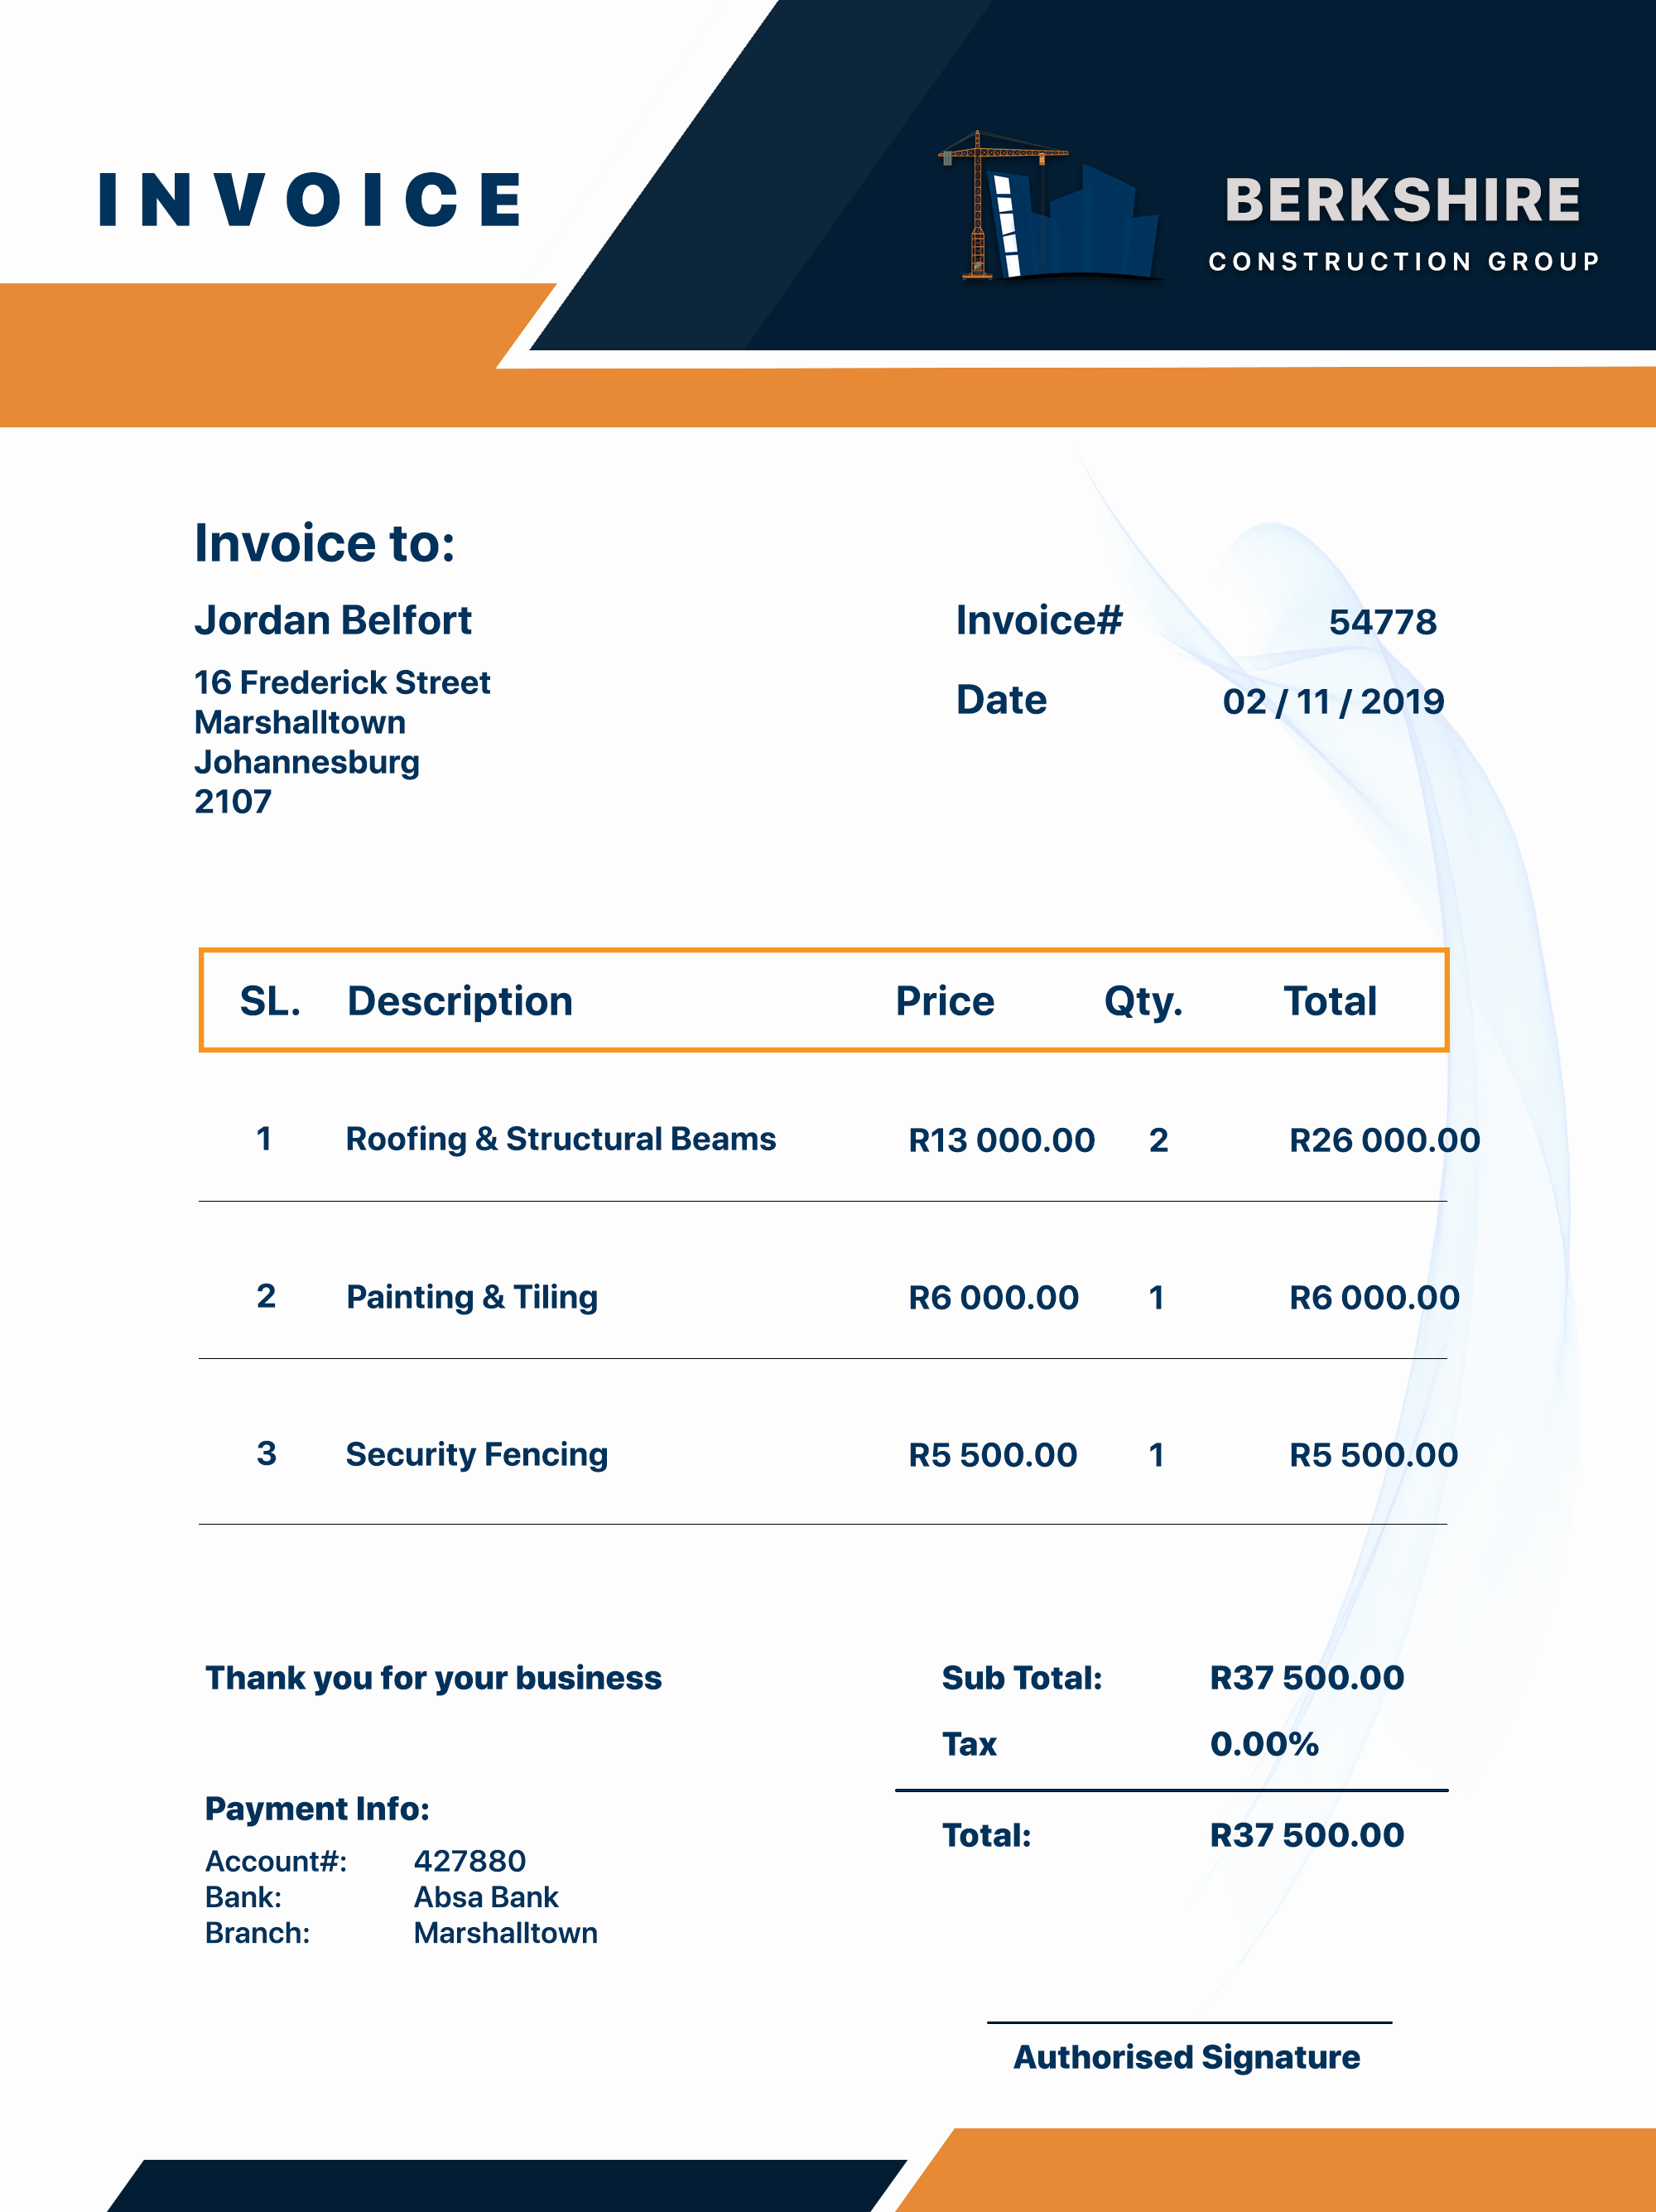 INVOICE
BERKSHIRE
CONSTRUCTION GROUP
Invoice to:
Jordan Belfort
16 Frederick Street
Marshalltown
Johannesburg
2107
Invoice# 54778
Date 02 / 11 / 2019
SL. Description Price Qty. Total
1 Roofing & Structural Beams R13 000.00 2 R26 000.00
2 Painting & Tiling R6 000.00 1 R6 000.00
3 Security Fencing R5 500.00 1 R5 500.00
Thank you for your business
Sub Total: R37 500.00
Tax 0.00%
Total: R37 500.00
Payment Info:
Account#: 427880
Bank: Absa Bank
Branch: Marshalltown
Authorised Signature